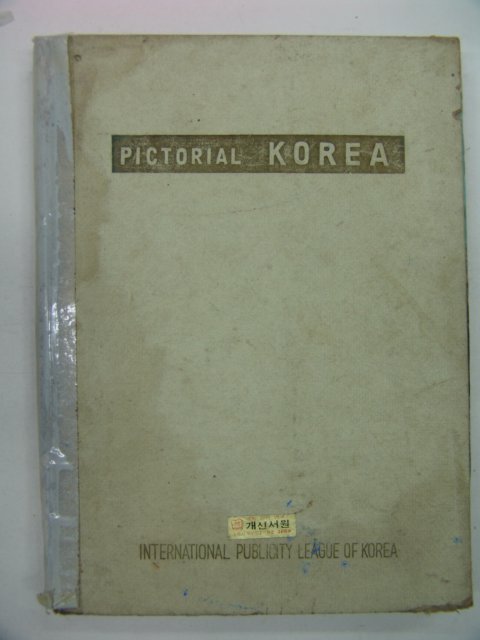 PICTORIAL KOREA
개신서원
INTERNATIONAL PUBLICITY LEAGUE OF KOREA